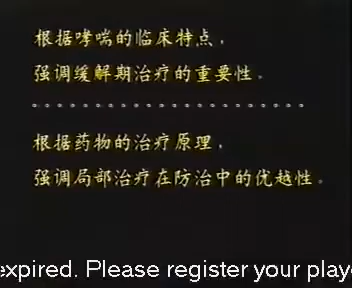 根据哮喘的临床特点，
强调缓解期治疗的重要性。
根据药物的治疗原理，
强调局部治疗在防治中的优越性。
expired. Please register your playe